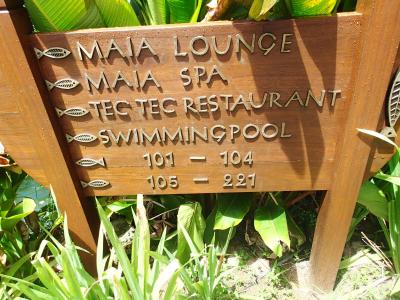 MAIA LOUNGE
MAIA SPA
TEC TEC RESTAURANT
SWIMMINGPOOL
101 - 104
105 - 221